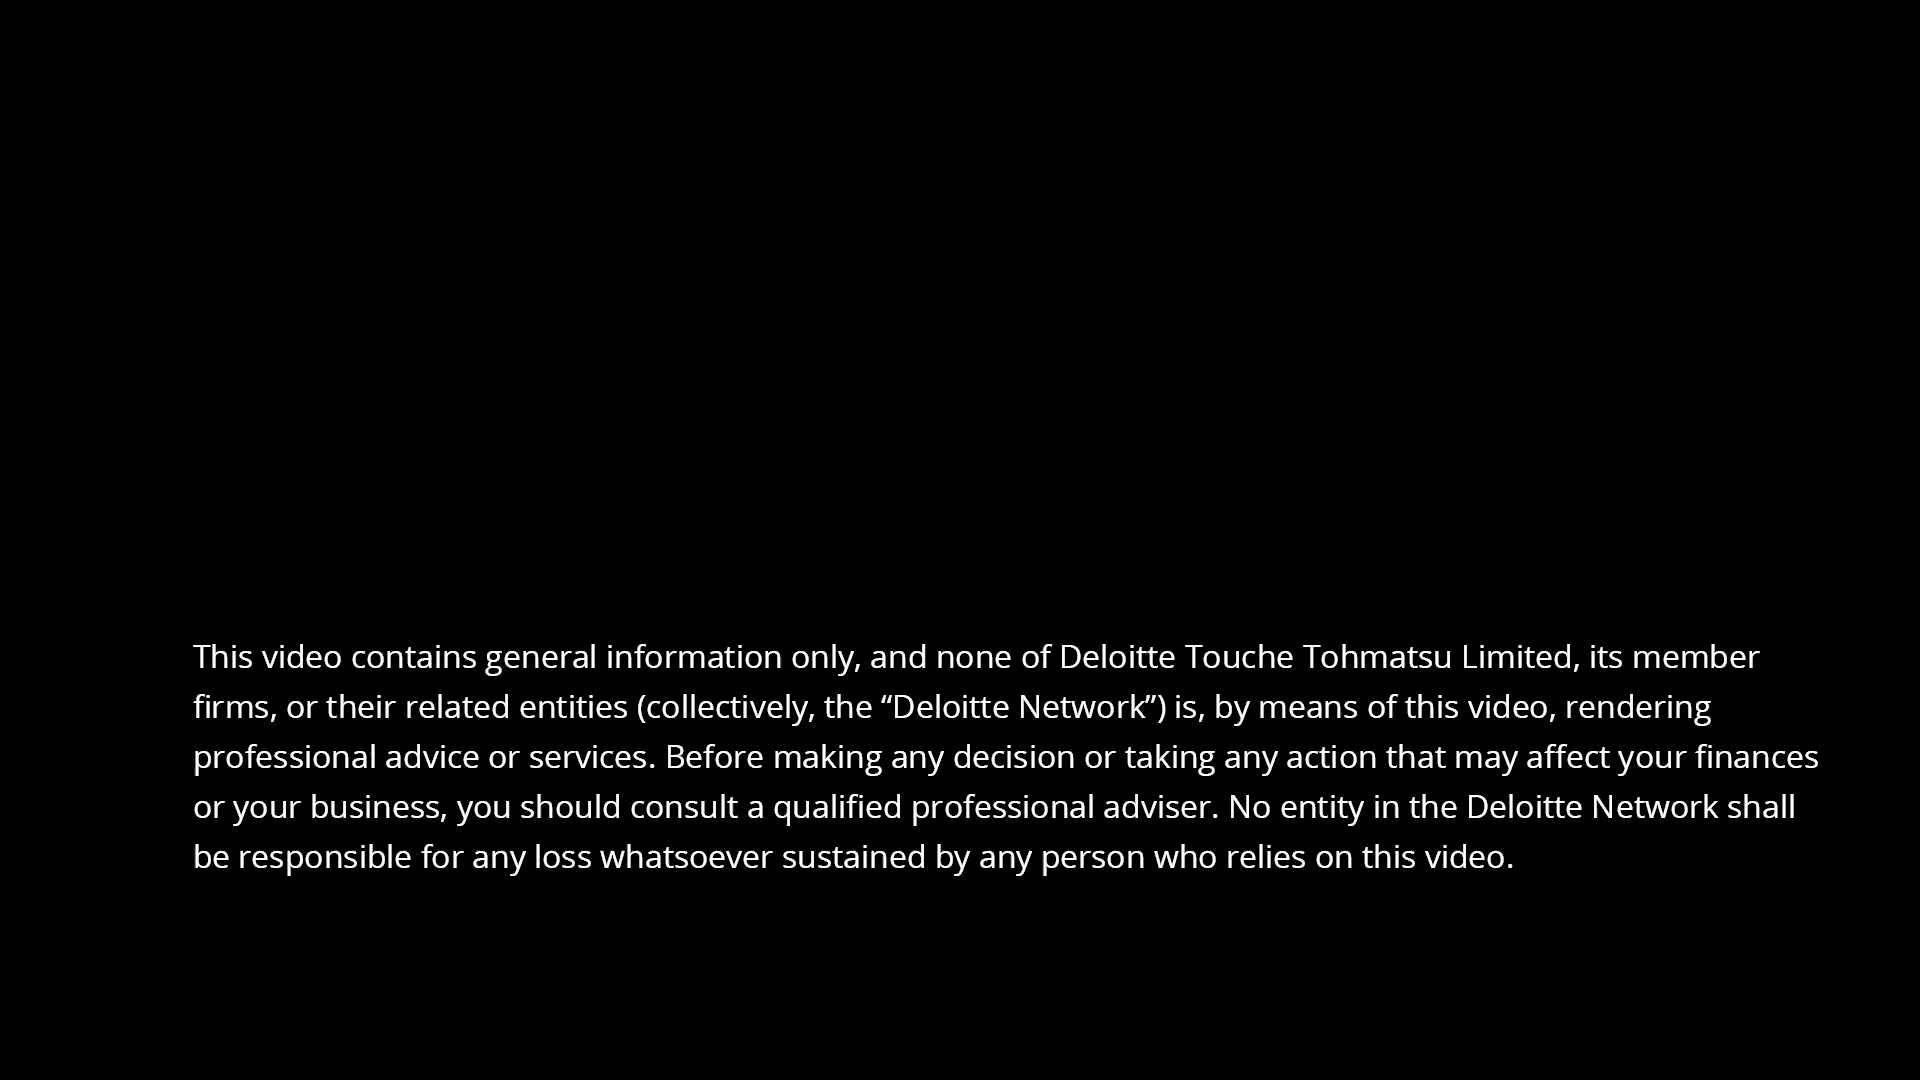 This video contains general information only, and none of Deloitte Touche Tohmatsu Limited, its member
firms, or their related entities (collectively, the “Deloitte Network”) is, by means of this video, rendering
professional advice or services. Before making any decision or taking any action that may affect your finances
or your business, you should consult a qualified professional adviser. No entity in the Deloitte Network shall
be responsible for any loss whatsoever sustained by any person who relies on this video.